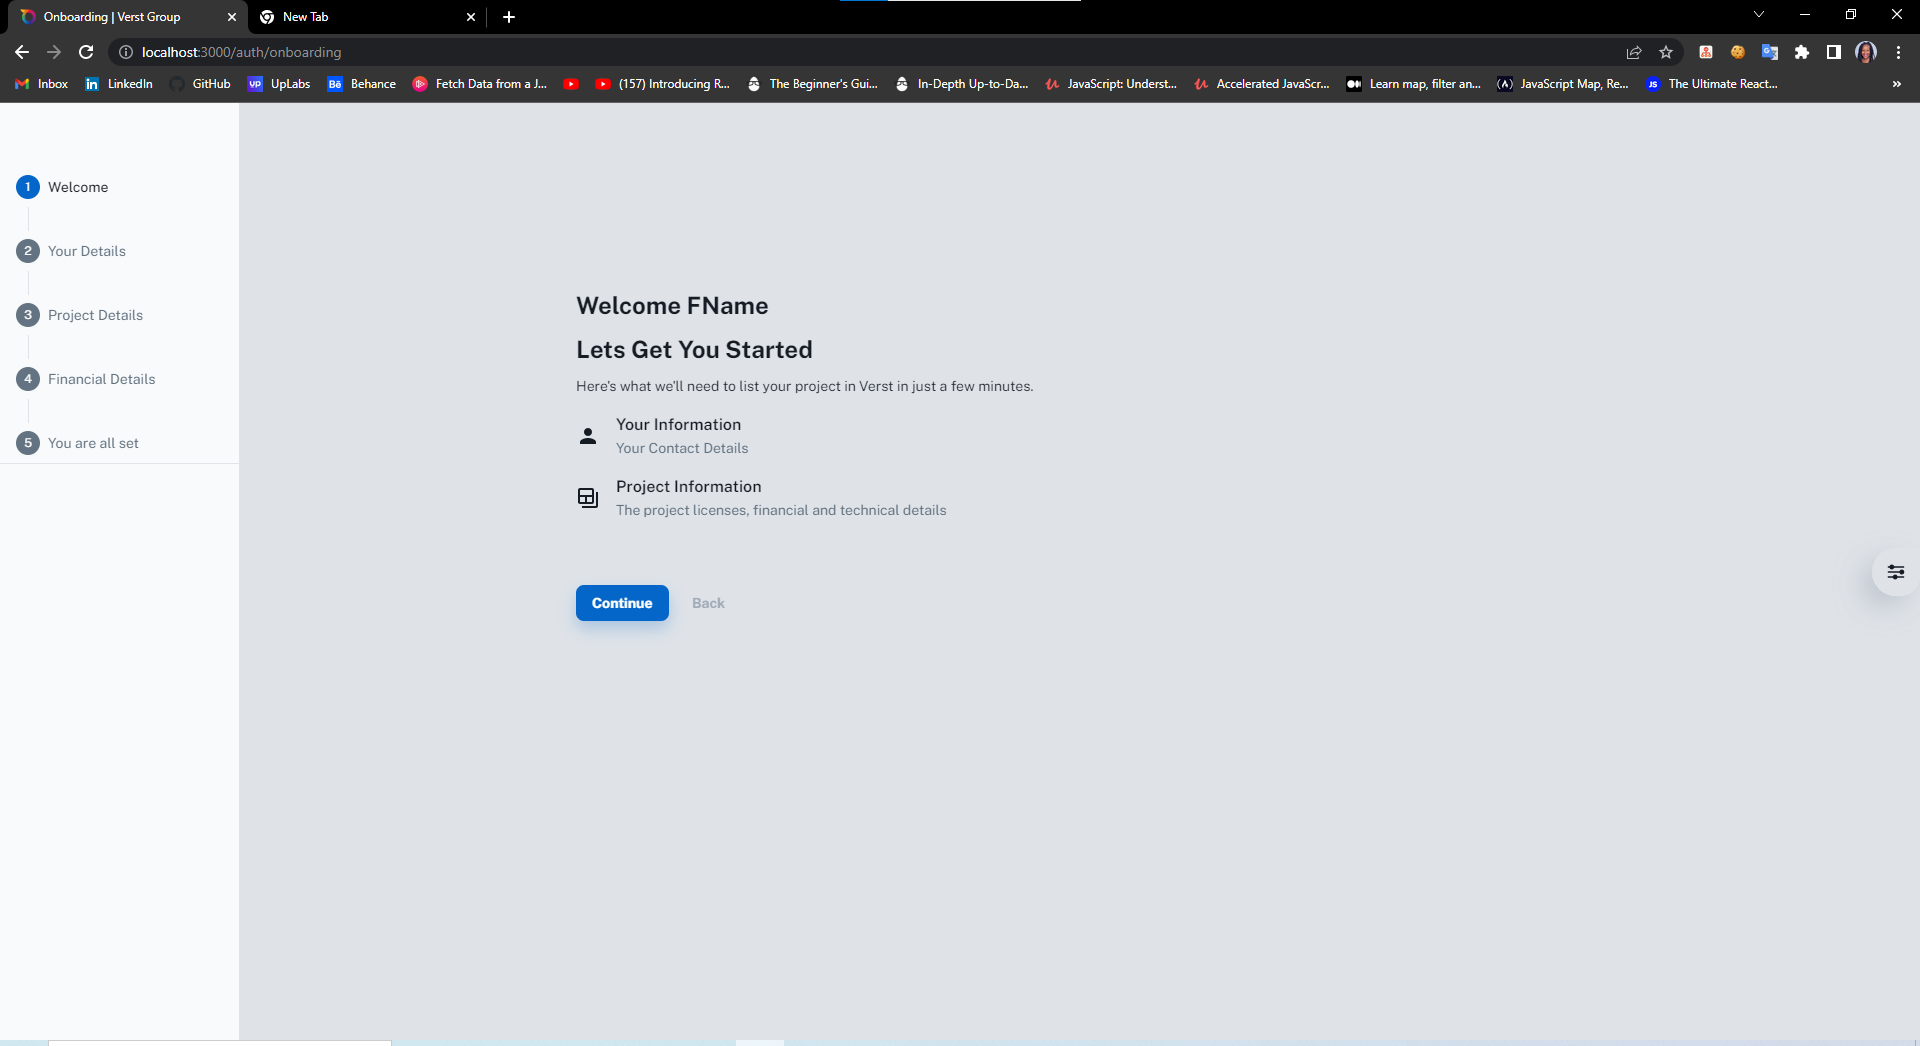 Onboarding | Verst Group
New Tab
localhost:3000/auth/onboarding
Inbox
LinkedIn
GitHub
UP
UpLabs
Bē
Behance
Fetch Data from a J...
(157) Introducing R...
The Beginner's Gui...
In-Depth Up-to-Da...
JavaScript: Underst...
Accelerated JavaScr...
Learn map, filter an...
JavaScript Map, Re...
JS
The Ultimate React...
1 Welcome
2 Your Details
3 Project Details
4 Financial Details
5 You are all set
Welcome FName
Lets Get You Started
Here's what we'll need to list your project in Verst in just a few minutes.
Your Information
Your Contact Details
Project Information
The project licenses, financial and technical details
Continue
Back